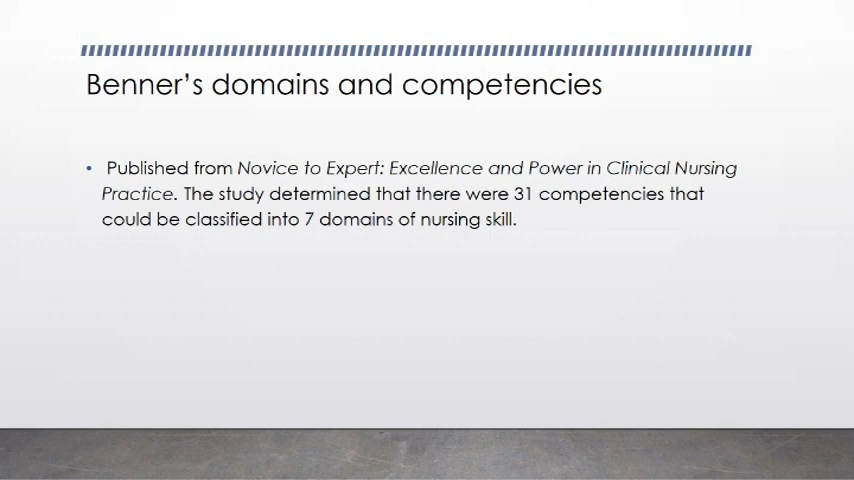 Benner's domains and competencies
• Published from Novice to Expert: Excellence and Power in Clinical Nursing
Practice. The study determined that there were 31 competencies that
could be classified into 7 domains of nursing skill.